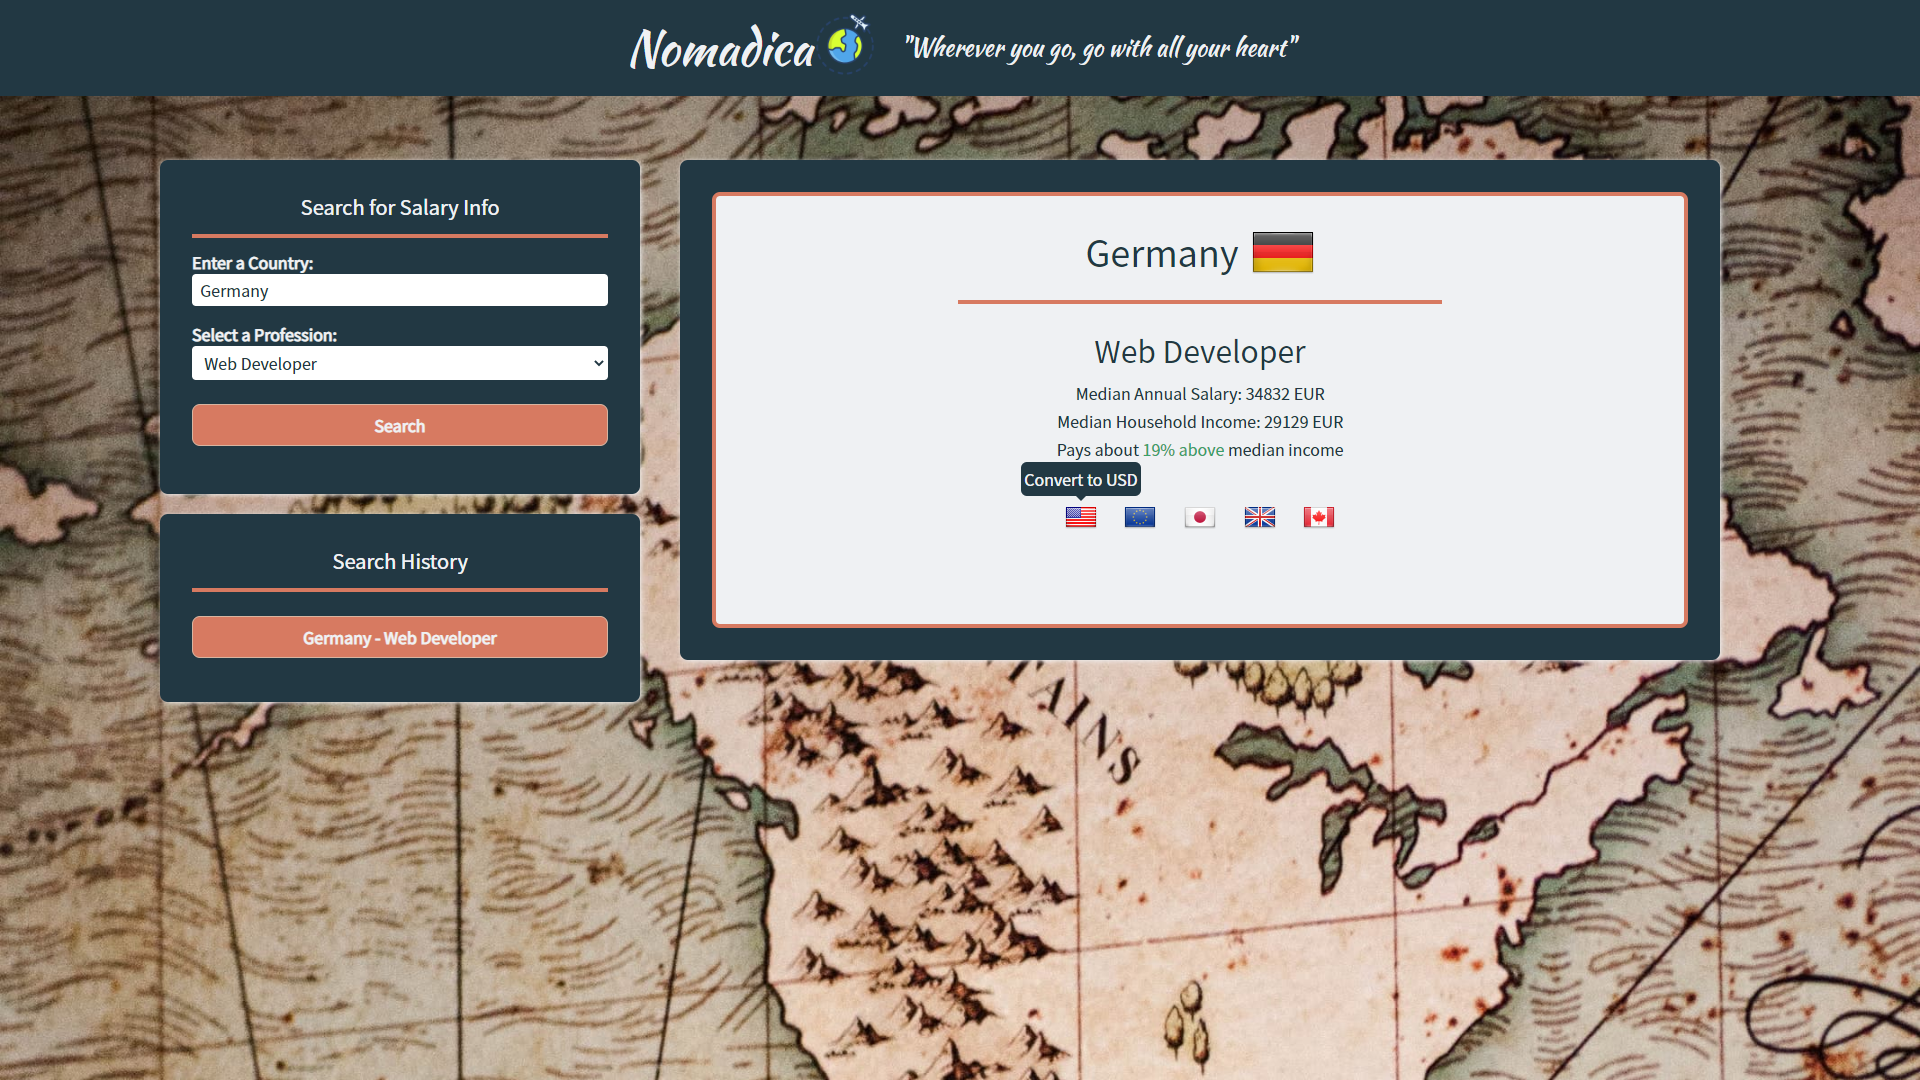 Nomadica
"Wherever you go, go with all your heart"
Search for Salary Info
Enter a Country:
Germany
Select a Profession:
Web Developer
Search
Search History
Germany - Web Developer
Germany
Web Developer
Median Annual Salary: 34832 EUR
Median Household Income: 29129 EUR
Pays about 19% above median income
Convert to USD
TAINS